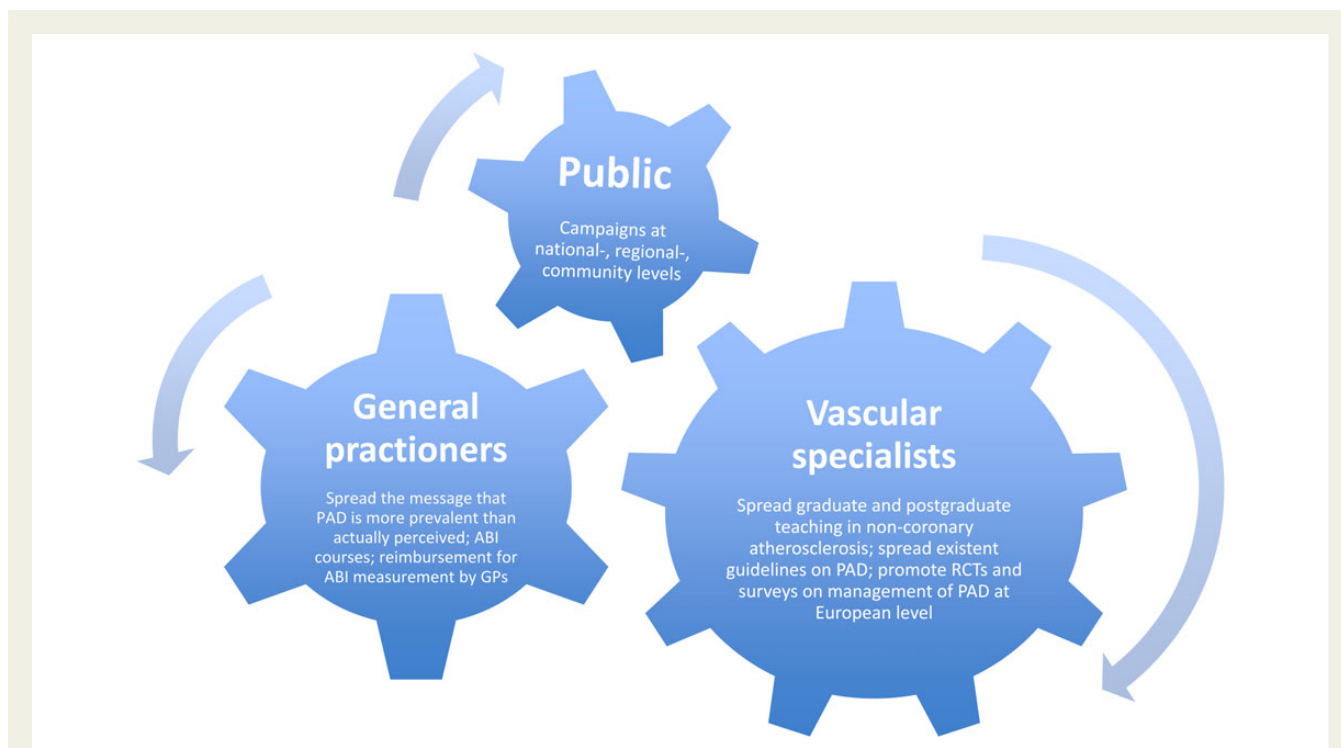 Public
Campaigns at
national-, regional-,
community levels
General
practioners
Spread the message that
PAD is more prevalent than
actually perceived; ABI
courses; reimbursement for
ABI measurement by GPs
Vascular
specialists
Spread graduate and postgraduate
teaching in non-coronary
atherosclerosis; spread existent
guidelines on PAD; promote RCTs and
surveys on management of PAD at
European level